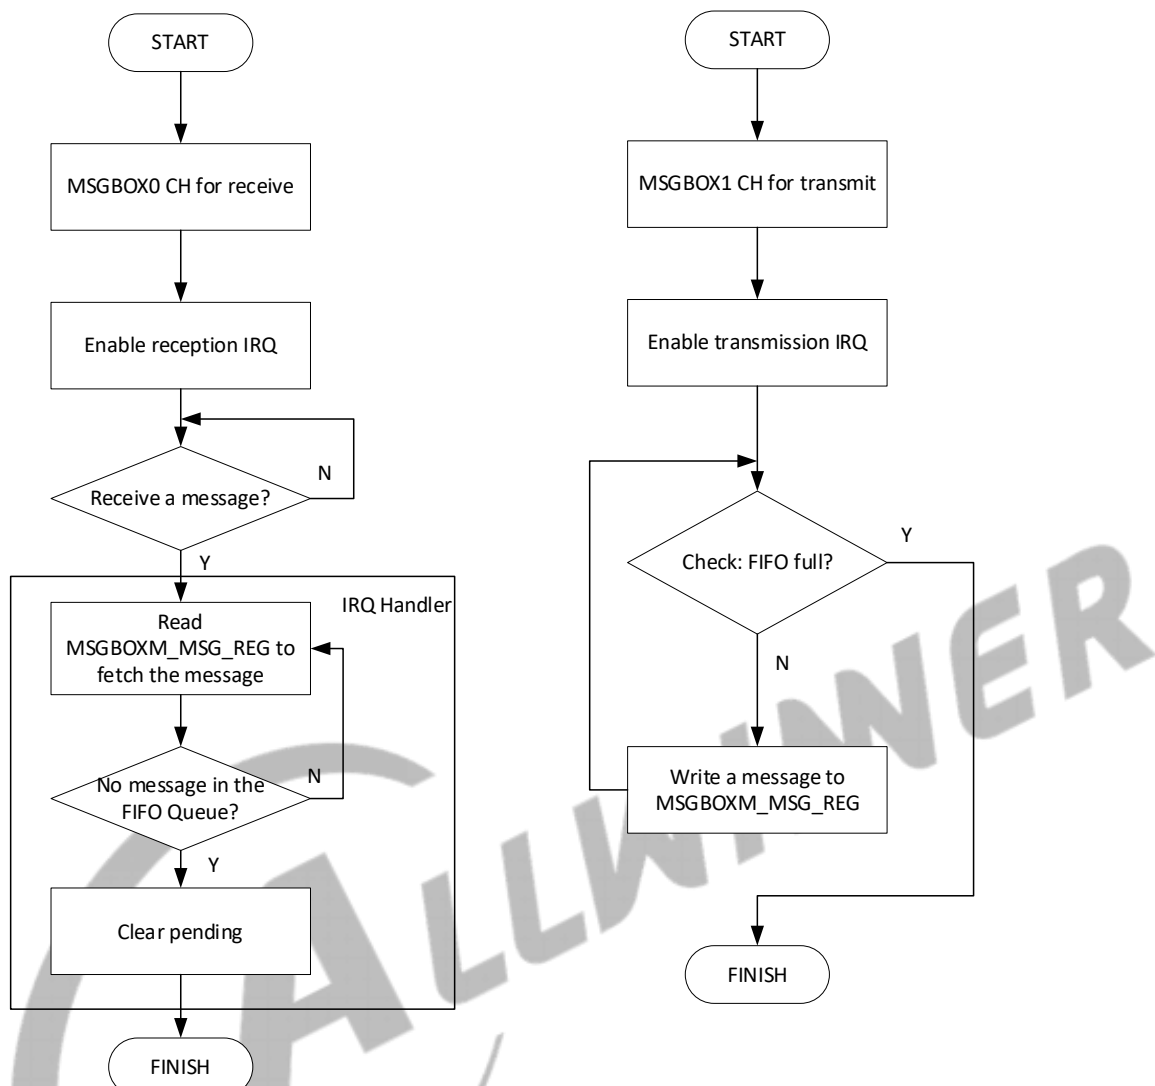 START
MSGBOX0 CH for receive
Enable reception IRQ
N
Receive a message?
Y
IRQ Handler
Read
MSGBOXM_MSG_REG to
fetch the message
No message in the
N
FIFO Queue?
Y
Clear pending
FINISH
START
MSGBOX1 CH for transmit
Enable transmission IRQ
Y
Check: FIFO full?
N
Write a message to
MSGBOXM_MSG_REG
FINISH
ALLWINNER